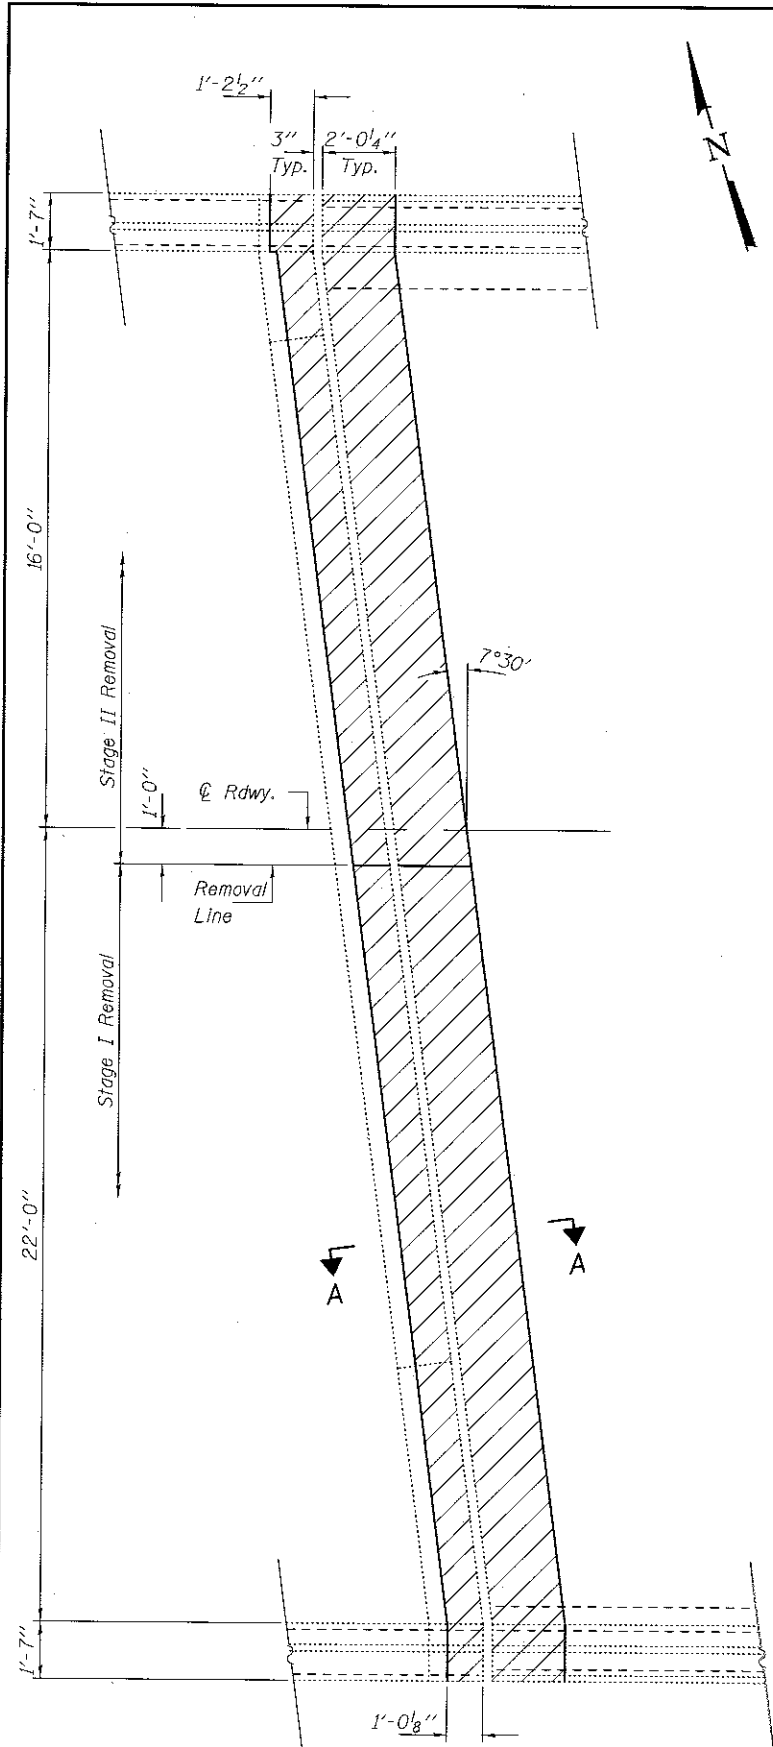 1'-2½"
3"
Typ.
2'-0¼"
Typ.
N
1'-7"
16'-0"
Stage II Removal
7°30'
1'-0"
℄ Rdwy.
Removal
Line
Stage I Removal
22'-0"
A
A
1'-7"
1'-0⅛"